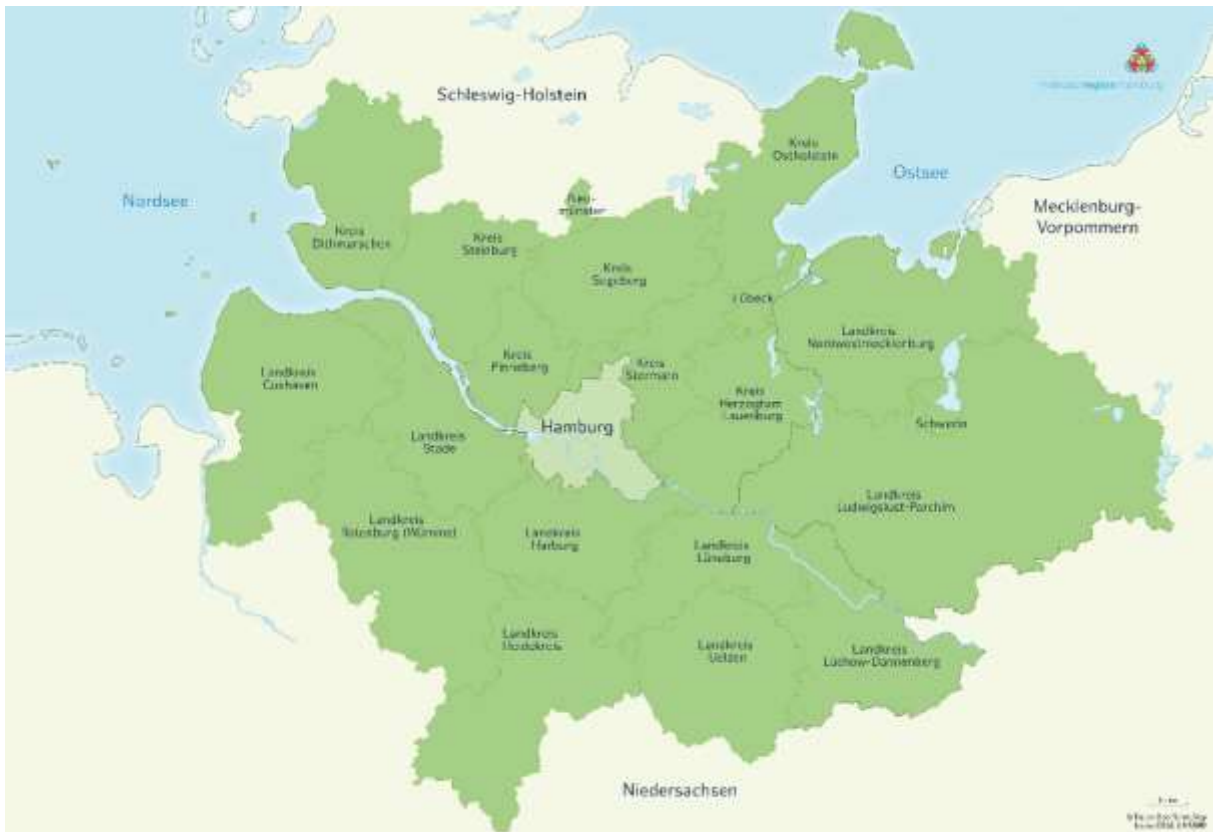 Schleswig-Holstein
metropolregion hamburg
Kreis
Ostholstein
Ostsee
Nordsee
Neu-
münster
Mecklenburg-
Vorpommern
Kreis
Dithmarschen
Kreis
Steinburg
Kreis
Segeberg
Lübeck
Landkreis
Nordwestmecklenburg
Landkreis
Cuxhaven
Kreis
Pinneberg
Kreis
Stormarn
Kreis
Herzogtum
Lauenburg
Hamburg
Schwerin
Landkreis
Stade
Landkreis
Ludwigslust-Parchim
Landkreis
Rotenburg (Wümme)
Landkreis
Harburg
Landkreis
Lüneburg
Landkreis
Heidekreis
Landkreis
Uelzen
Landkreis
Lüchow-Dannenberg
Niedersachsen